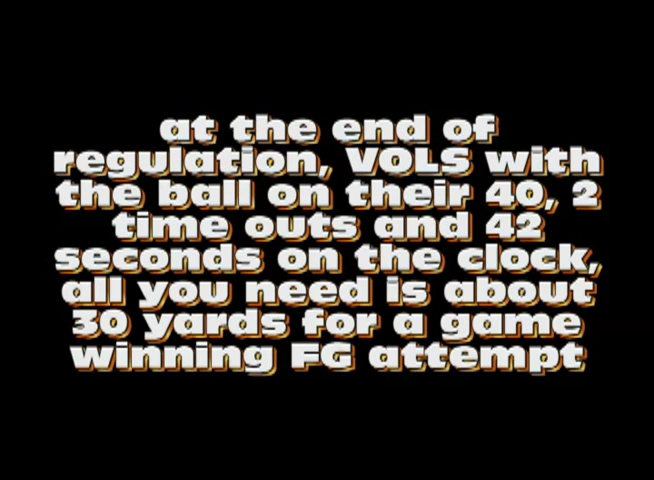 at the end of
regulation, VOLS with
the ball on their 40, 2
time outs and 42
seconds on the clock,
all you need is about
30 yards for a game
winning FG attempt